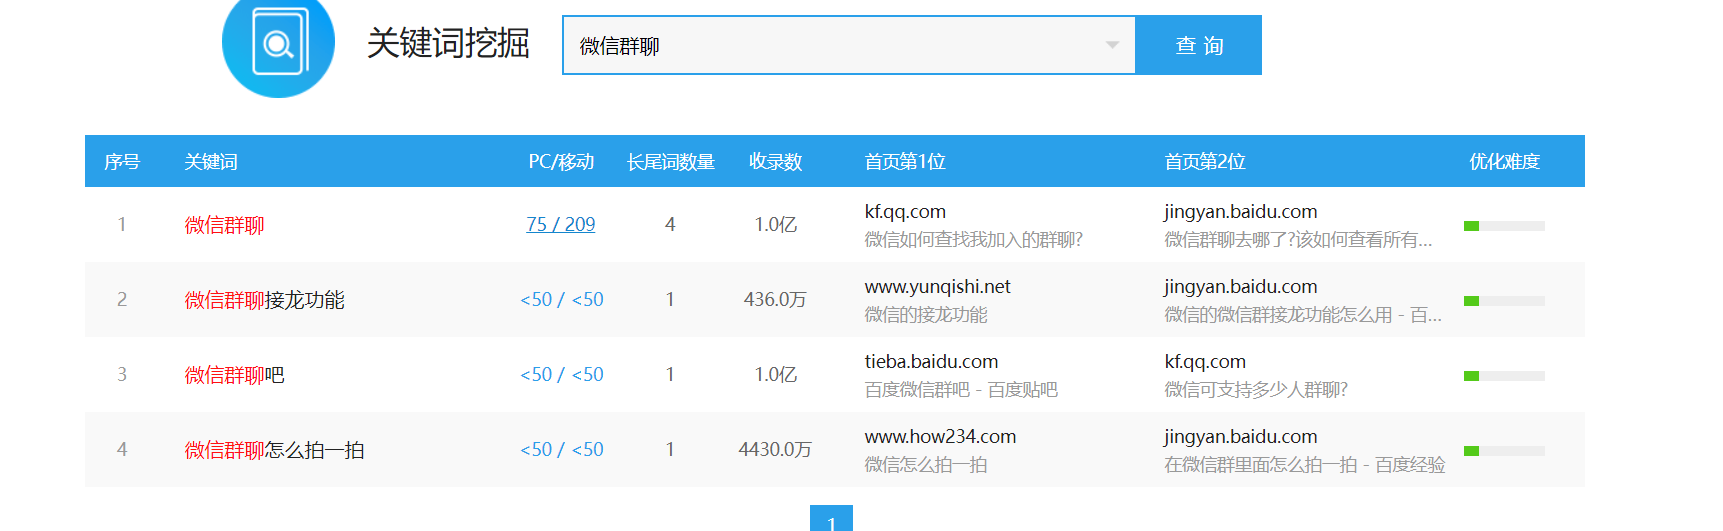 关键词挖掘 微信群聊 查 询
序号 关键词 PC/移动 长尾词数量 收录数 首页第1位 首页第2位 优化难度
1 微信群聊 75 / 209 4 1.0亿 kf.qq.com jingyan.baidu.com
微信如何查找我加入的群聊? 微信群聊去哪了?该如何查看所有...
2 微信群聊接龙功能 <50 / <50 1 436.0万 www.yunqishi.net jingyan.baidu.com
微信的接龙功能 微信的微信群接龙功能怎么用 - 百...
3 微信群聊吧 <50 / <50 1 1.0亿 tieba.baidu.com kf.qq.com
百度微信群吧 - 百度贴吧 微信可支持多少人群聊?
4 微信群聊怎么拍一拍 <50 / <50 1 4430.0万 www.how234.com jingyan.baidu.com
微信怎么拍一拍 在微信群里面怎么拍一拍 - 百度经验
1